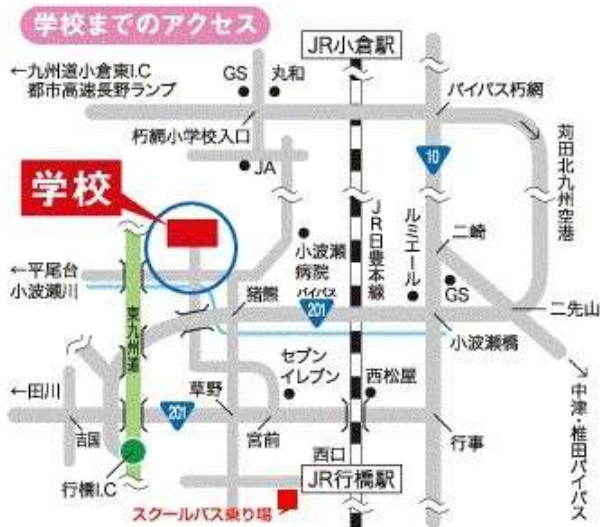 学校までのアクセス
JR小倉駅
←九州道小倉東I.C
都市高速長野ランプ
GS
丸和
バイパス朽網
朽網小学校入口
JA
10
苅田北九州空港
学校
JR日豊本線
ルミエール
二崎
小波瀬
病院
←平尾台
小波瀬川
GS
東九州道
猪熊
バイパス
201
二先山
小波瀬橋
セブン
イレブン
西松屋
←田川
201
草野
吉国
宮前
行事
中津・椎田バイパス
西口
JR行橋駅
行橋I.C
スクールバス乗り場